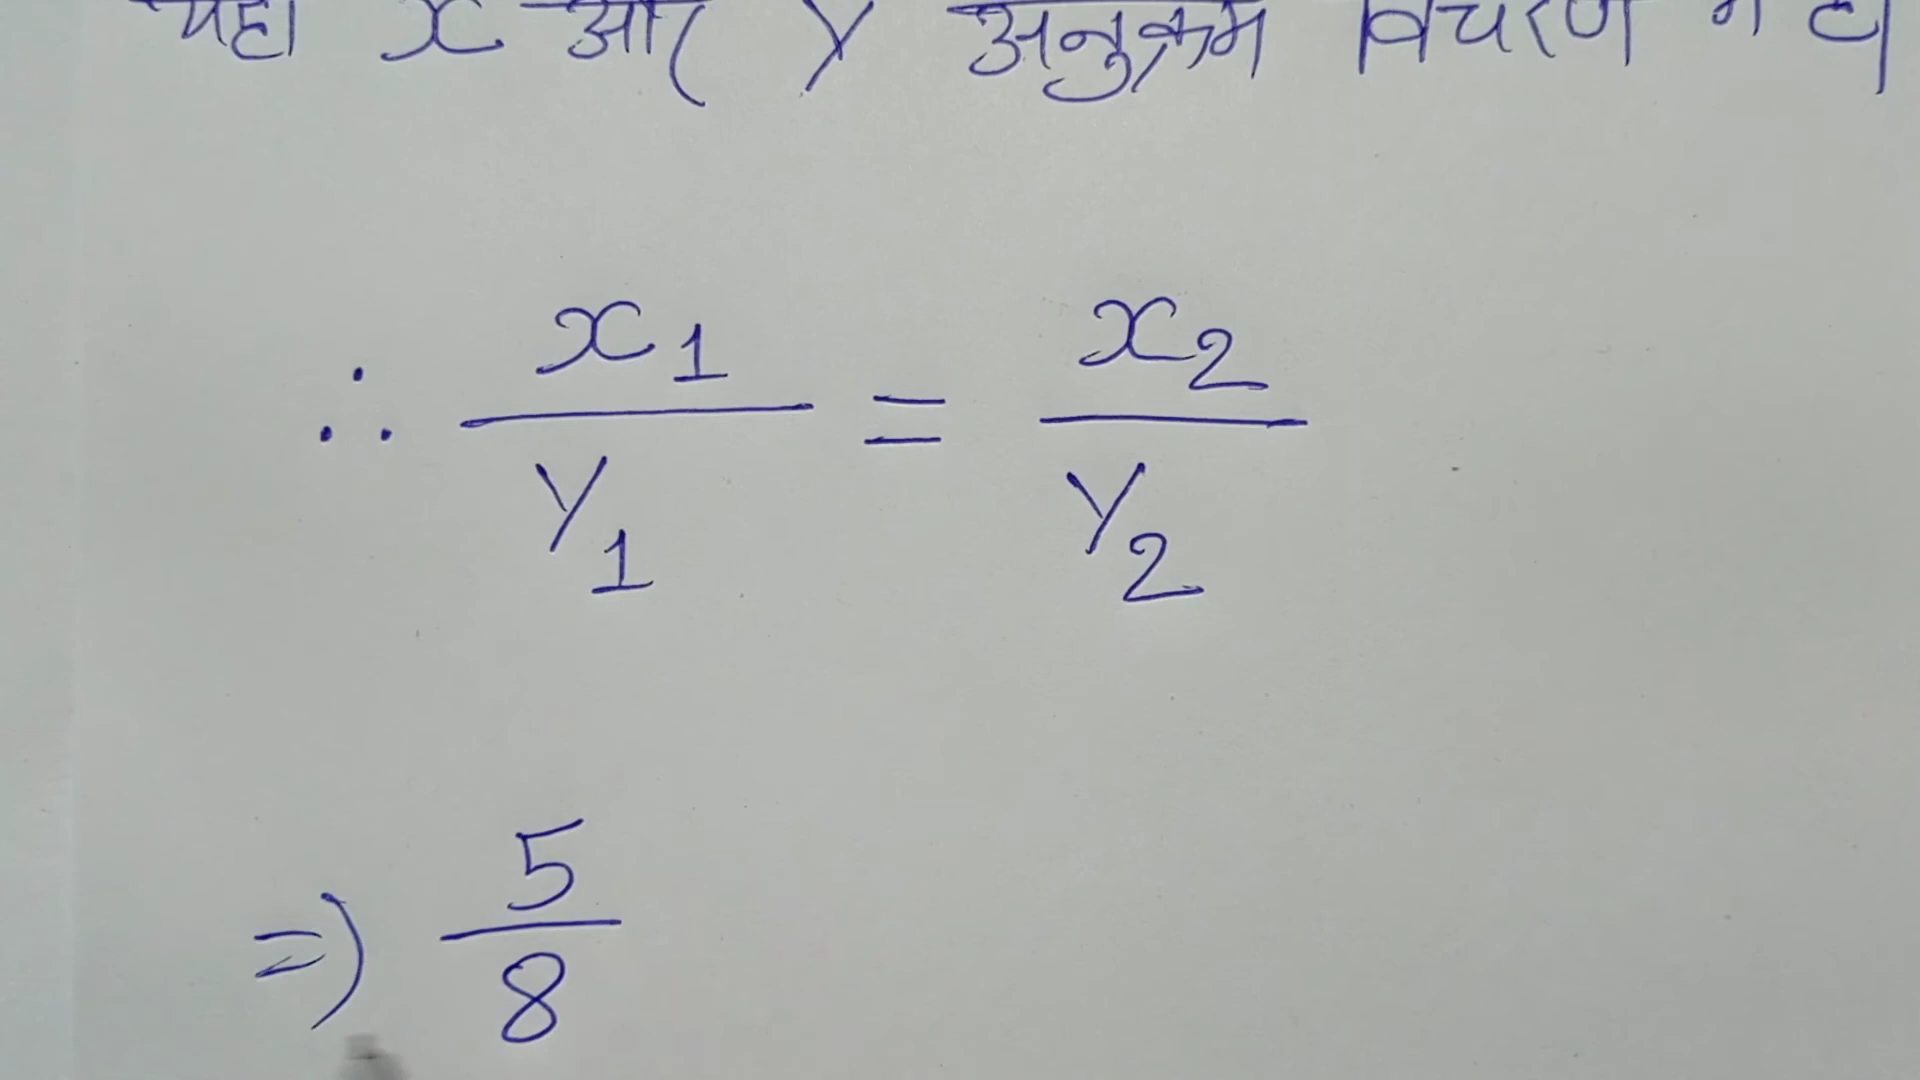 यहाँ x और y अनुक्रम विचरण में है।
∴ x₁/y₁ = x₂/y₂
⇒ 5/8